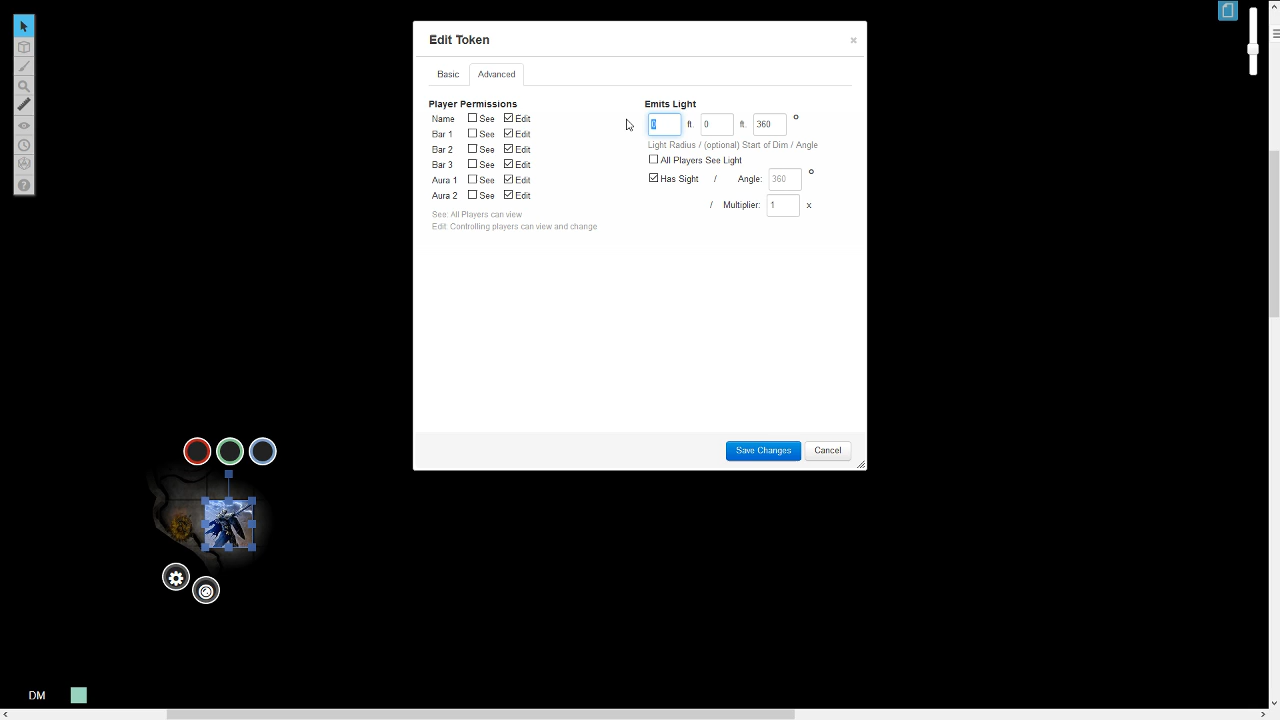 Edit Token
×
Basic
Advanced
Player Permissions
Name See Edit
Bar 1 See Edit
Bar 2 See Edit
Bar 3 See Edit
Aura 1 See Edit
Aura 2 See Edit
See: All Players can view
Edit: Controlling players can view and change
Emits Light
0 ft. 0 ft. 360 °
Light Radius / (optional) Start of Dim / Angle
All Players See Light
Has Sight / Angle: 360 °
/ Multiplier: 1 x
Save Changes
Cancel
DM